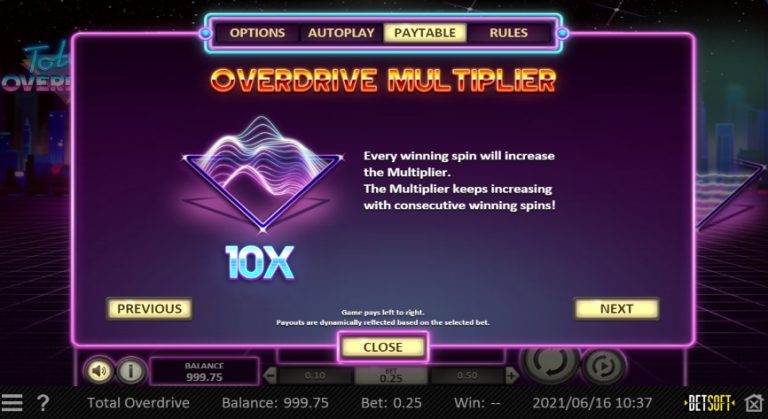 OPTIONS AUTOPLAY PAYTABLE RULES
OVERDRIVE MULTIPLIER
Every winning spin will increase
the Multiplier.
The Multiplier keeps increasing
with consecutive winning spins!
10X
PREVIOUS
NEXT
Game pays left to right.
Payouts are dynamically reflected based on the selected bet.
CLOSE
BALANCE
999.75
0.10
BET
0.25
0.50
Total Overdrive Balance: 999.75 Bet: 0.25 Win: -- 2021/06/16 10:37 BETSOFT